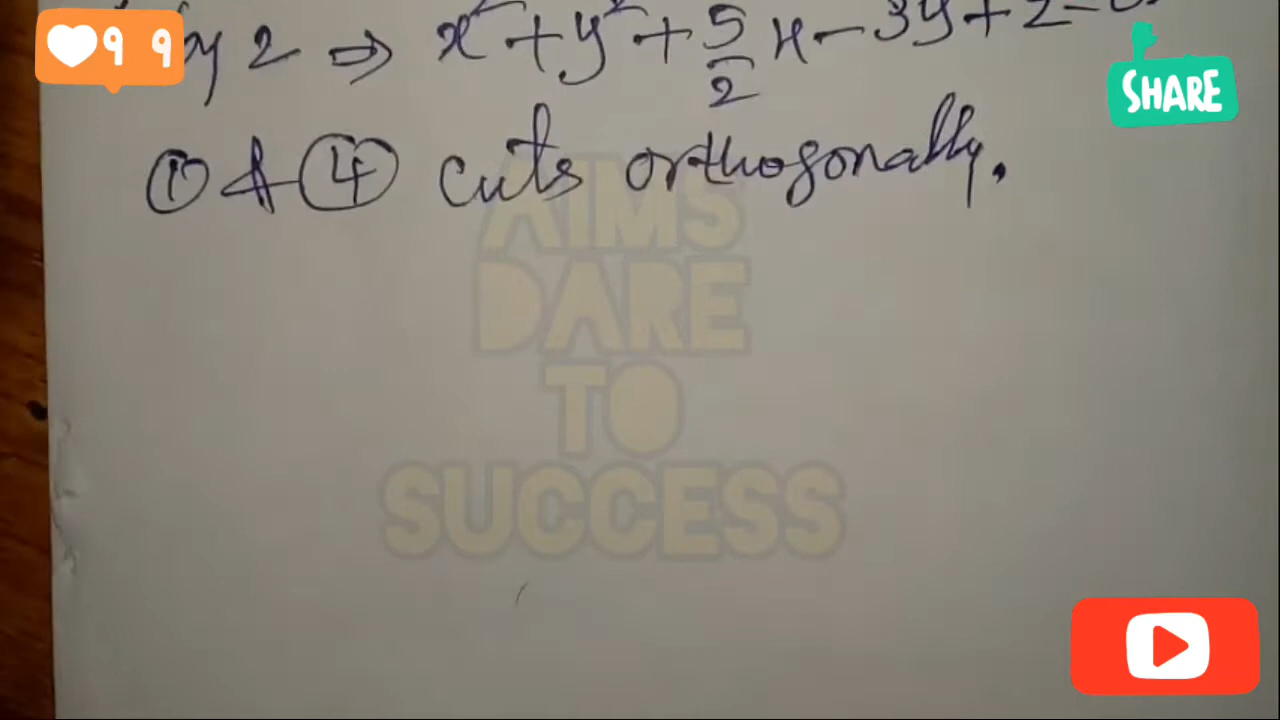 y 2 ⇒ x² + y² + 5/2 x - 3y + 2 = 0.
① & ④ cuts orthogonally.
AIMS
DARE
TO
SUCCESS
9 9
SHARE